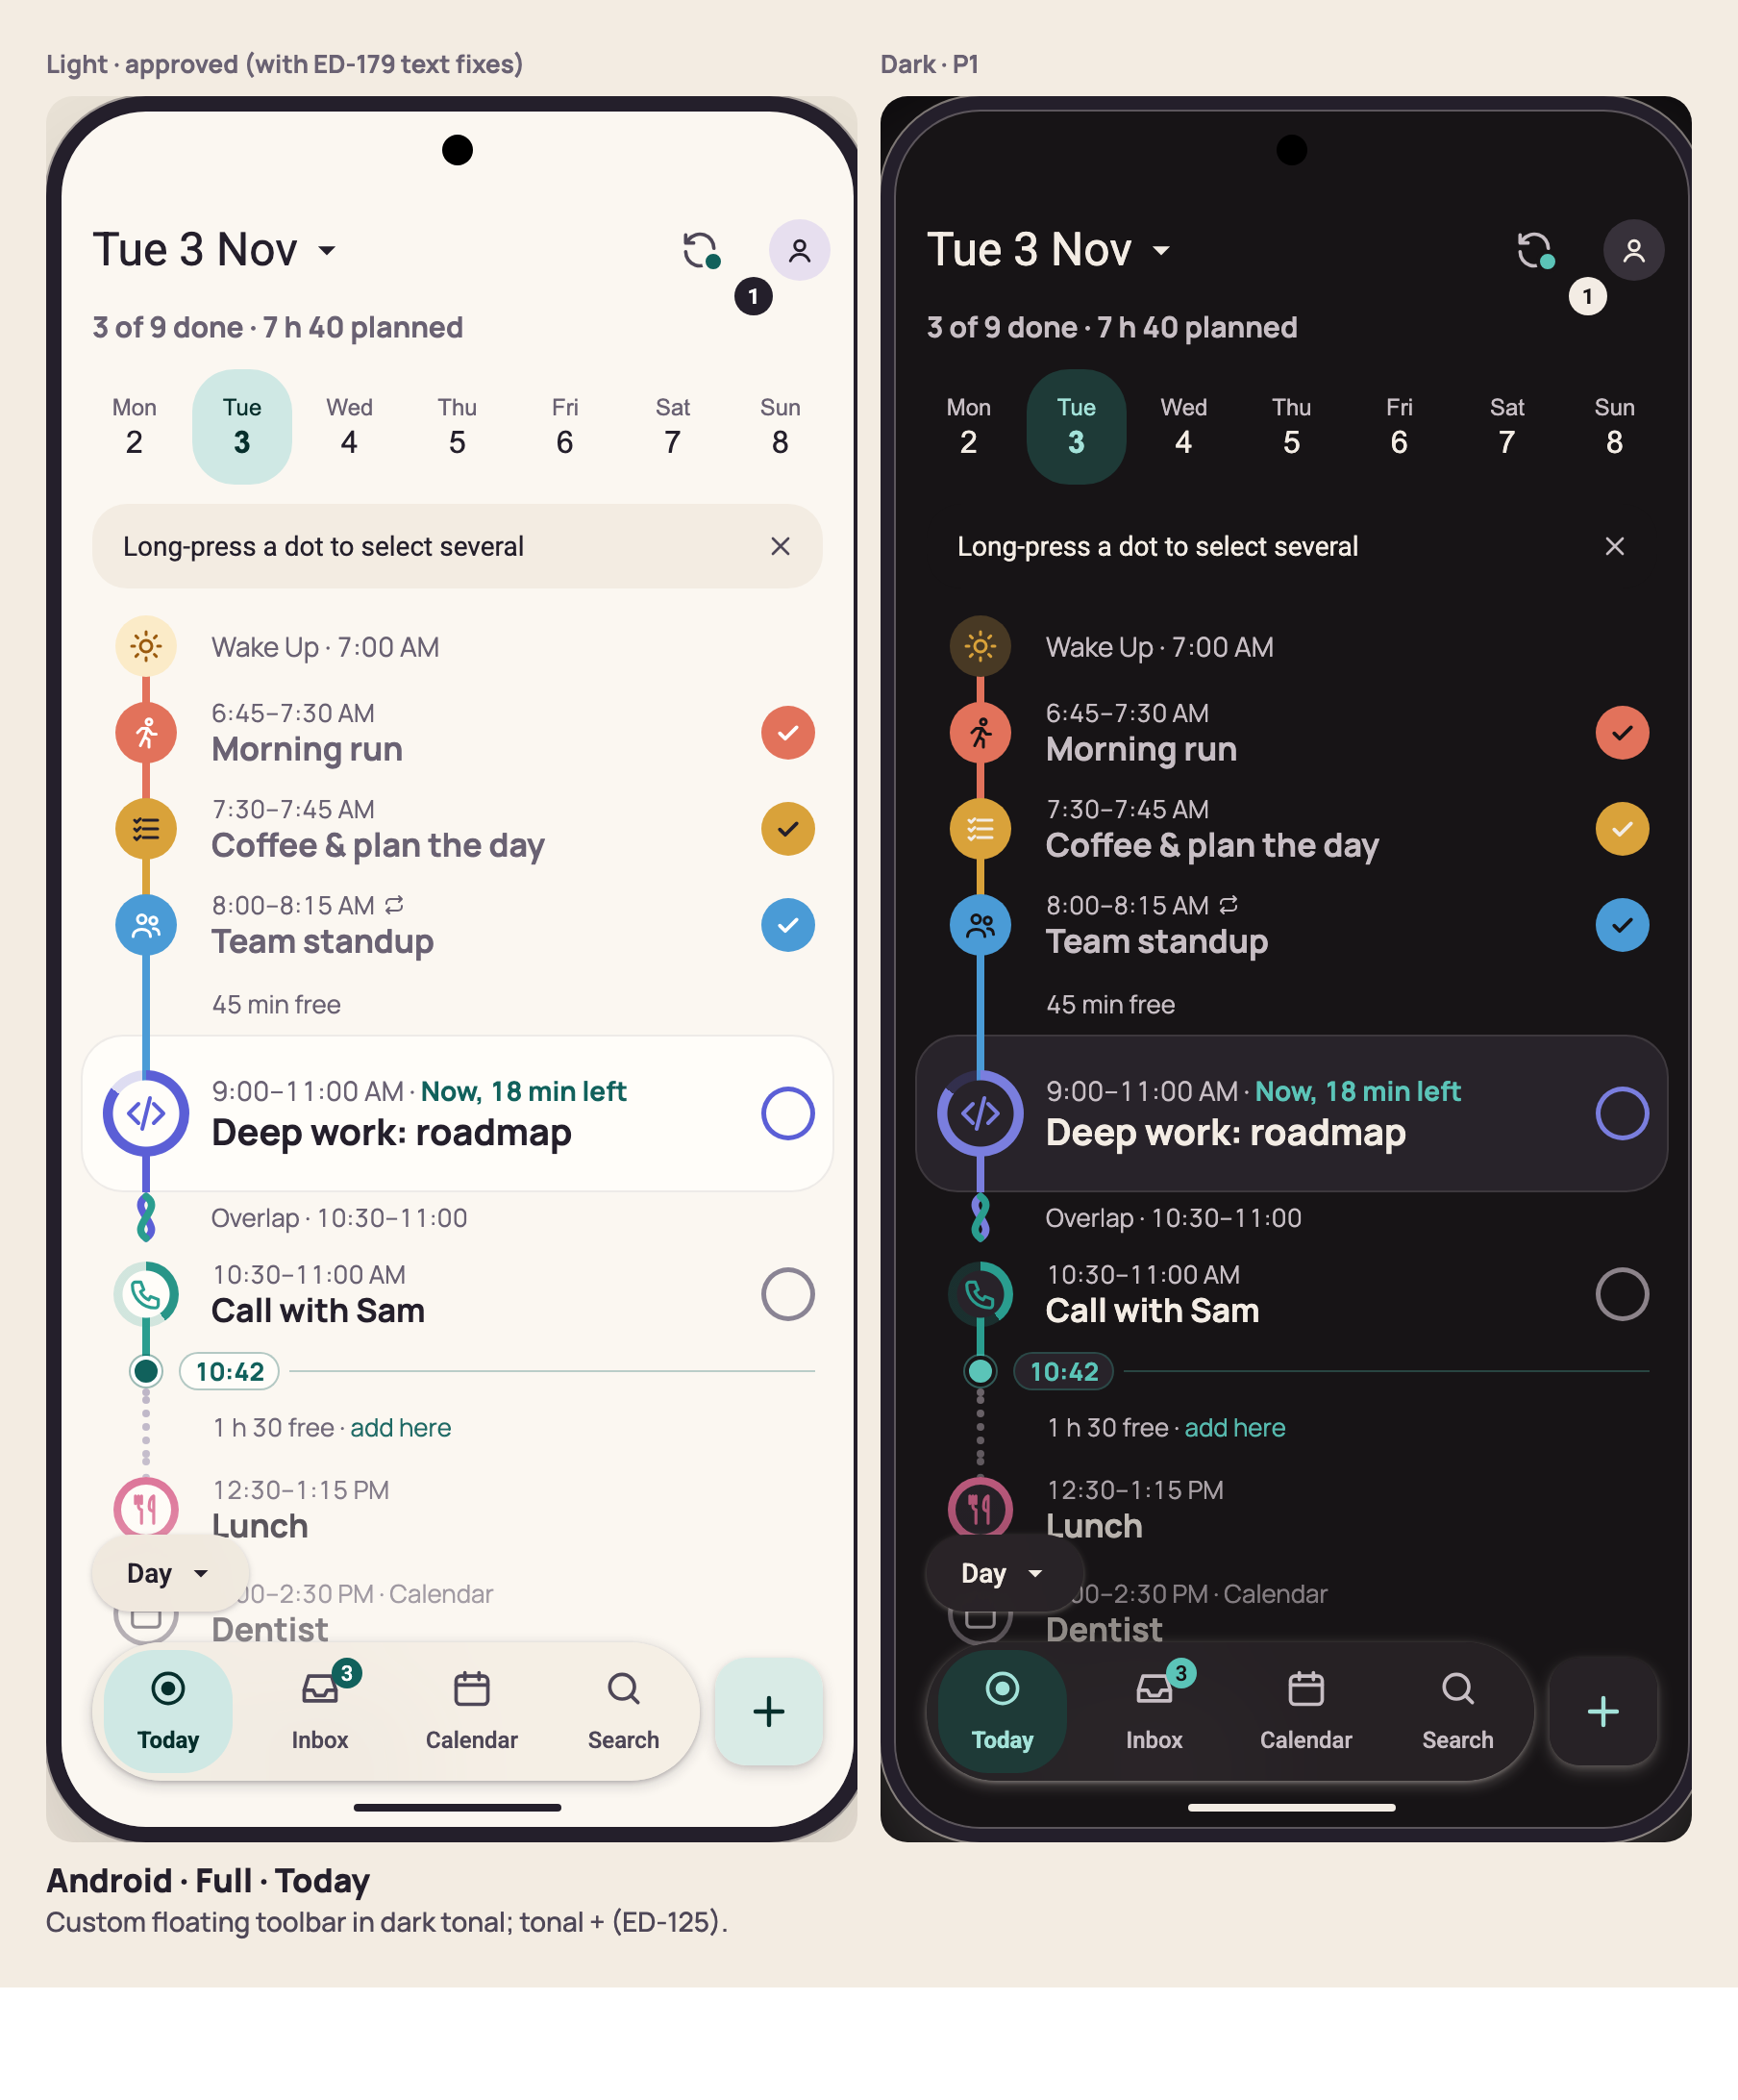 Light · approved (with ED-179 text fixes)
Tue 3 Nov
1
3 of 9 done · 7 h 40 planned
Mon Tue Wed Thu Fri Sat Sun
2 3 4 5 6 7 8
Long-press a dot to select several
Wake Up · 7:00 AM
6:45–7:30 AM
Morning run
7:30–7:45 AM
Coffee & plan the day
8:00–8:15 AM
Team standup
45 min free
9:00–11:00 AM · Now, 18 min left
Deep work: roadmap
Overlap · 10:30–11:00
10:30–11:00 AM
Call with Sam
10:42
1 h 30 free · add here
12:30–1:15 PM
Lunch
Day
00–2:30 PM · Calendar
Dentist
3
Today Inbox Calendar Search
Dark · P1
Tue 3 Nov
1
3 of 9 done · 7 h 40 planned
Mon Tue Wed Thu Fri Sat Sun
2 3 4 5 6 7 8
Long-press a dot to select several
Wake Up · 7:00 AM
6:45–7:30 AM
Morning run
7:30–7:45 AM
Coffee & plan the day
8:00–8:15 AM
Team standup
45 min free
9:00–11:00 AM · Now, 18 min left
Deep work: roadmap
Overlap · 10:30–11:00
10:30–11:00 AM
Call with Sam
10:42
1 h 30 free · add here
12:30–1:15 PM
Lunch
Day
00–2:30 PM · Calendar
Dentist
3
Today Inbox Calendar Search
Android · Full · Today
Custom floating toolbar in dark tonal; tonal + (ED-125).